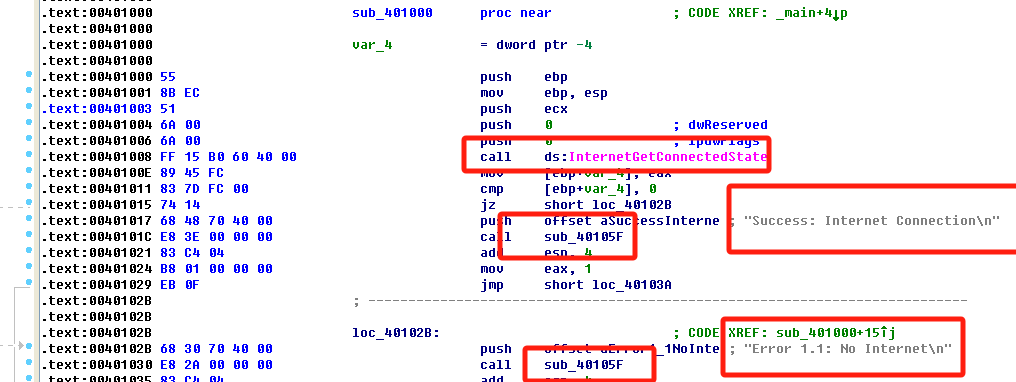 .text:00401000 sub_401000 proc near ; CODE XREF: _main+4↓p
.text:00401000
.text:00401000 var_4 = dword ptr -4
.text:00401000
.text:00401000 55 push ebp
.text:00401001 8B EC mov ebp, esp
.text:00401003 51 push ecx
.text:00401004 6A 00 push 0 ; dwReserved
.text:00401006 6A 00 push 0 ; lpdwFlags
.text:00401008 FF 15 B0 60 40 00 call ds:InternetGetConnectedState
.text:0040100E 89 45 FC mov [ebp+var_4], eax
.text:00401011 83 7D FC 00 cmp [ebp+var_4], 0
.text:00401015 74 14 jz short loc_40102B
.text:00401017 68 48 70 40 00 push offset aSuccessInterne ; "Success: Internet Connection\n"
.text:0040101C E8 3E 00 00 00 call sub_40105F
.text:00401021 83 C4 04 add esp, 4
.text:00401024 B8 01 00 00 00 mov eax, 1
.text:00401029 EB 0F jmp short loc_40103A
.text:0040102B ; ---------------------------------------------------------------------------
.text:0040102B
.text:0040102B loc_40102B: ; CODE XREF: sub_401000+15↑j
.text:0040102B 68 30 70 40 00 push offset aError1_1NoInte ; "Error 1.1: No Internet\n"
.text:00401030 E8 2A 00 00 00 call sub_40105F
.text:00401035 83 C4 04 add